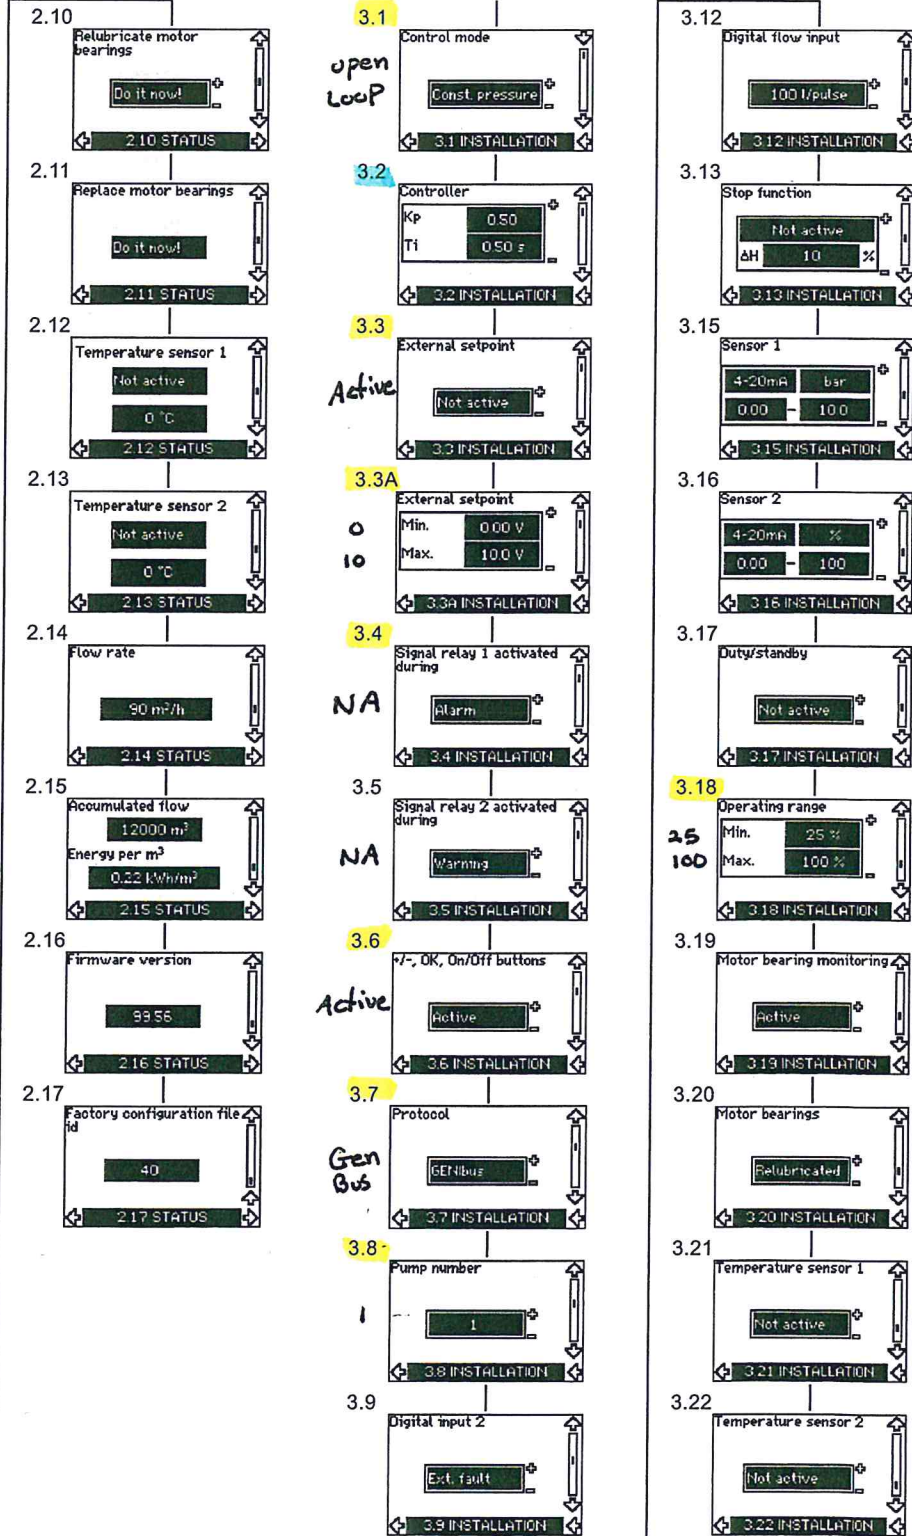 2.10
Relubricate motor
bearings
Do it now!
2.10 STATUS
2.11
Replace motor bearings
Do it now!
2.11 STATUS
2.12
Temperature sensor 1
Not active
0 °C
2.12 STATUS
2.13
Temperature sensor 2
Not active
0 °C
2.13 STATUS
2.14
Flow rate
90 m³/h
2.14 STATUS
2.15
Accumulated flow
12000 m³
Energy per m³
0.22 kWh/m³
2.15 STATUS
2.16
Firmware version
99.56
2.16 STATUS
2.17
Factory configuration file
id
40
2.17 STATUS
3.1
open
LooP
Control mode
Const. pressure
3.1 INSTALLATION
3.2
Controller
Kp 0.50
Ti 0.50 s
3.2 INSTALLATION
3.3
Active
External setpoint
Not active
3.3 INSTALLATION
3.3A
External setpoint
0 Min. 0.00 V
10 Max. 10.0 V
3.3A INSTALLATION
3.4
NA
Signal relay 1 activated
during
Alarm
3.4 INSTALLATION
3.5
NA
Signal relay 2 activated
during
Warning
3.5 INSTALLATION
3.6
Active
+/-, OK, On/Off buttons
Active
3.6 INSTALLATION
3.7
Gen
Bus
Protocol
GENIbus
3.7 INSTALLATION
3.8
1
Pump number
1
3.8 INSTALLATION
3.9
Digital input 2
Ext. fault
3.9 INSTALLATION
3.12
Digital flow input
100 l/pulse
3.12 INSTALLATION
3.13
Stop function
Not active
ΔH 10 %
3.13 INSTALLATION
3.15
Sensor 1
4-20mA bar
0.00 - 10.0
3.15 INSTALLATION
3.16
Sensor 2
4-20mA %
0.00 - 100
3.16 INSTALLATION
3.17
Duty/standby
Not active
3.17 INSTALLATION
3.18
Operating range
25 Min. 25 %
100 Max. 100 %
3.18 INSTALLATION
3.19
Motor bearing monitoring
Active
3.19 INSTALLATION
3.20
Motor bearings
Relubricated
3.20 INSTALLATION
3.21
Temperature sensor 1
Not active
3.21 INSTALLATION
3.22
Temperature sensor 2
Not active
3.22 INSTALLATION